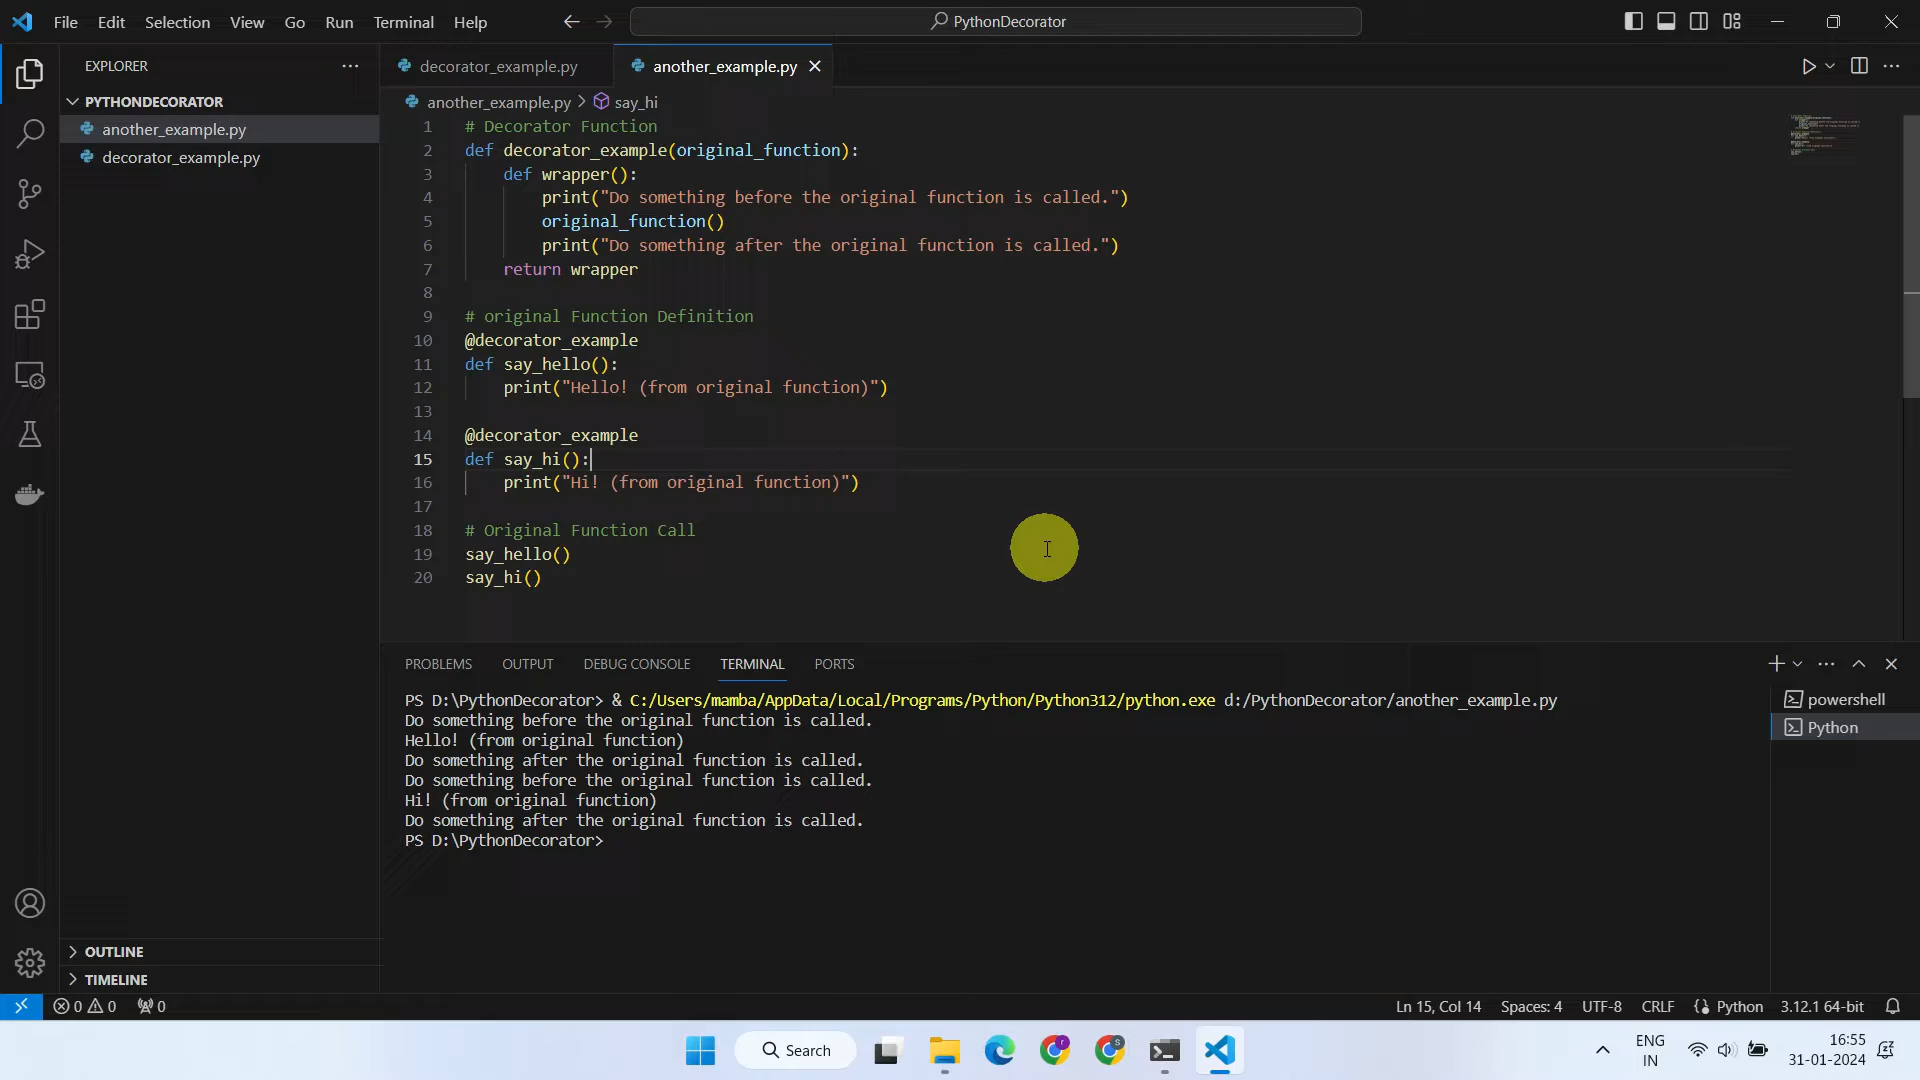 File Edit Selection View Go Run Terminal Help
PythonDecorator
EXPLORER
PYTHONDECORATOR
another_example.py
decorator_example.py
OUTLINE
TIMELINE
decorator_example.py another_example.py
another_example.py > say_hi
1 # Decorator Function
2 def decorator_example(original_function):
3 def wrapper():
4 print("Do something before the original function is called.")
5 original_function()
6 print("Do something after the original function is called.")
7 return wrapper
8
9 # original Function Definition
10 @decorator_example
11 def say_hello():
12 print("Hello! (from original function)")
13
14 @decorator_example
15 def say_hi():
16 print("Hi! (from original function)")
17
18 # Original Function Call
19 say_hello()
20 say_hi()
PROBLEMS OUTPUT DEBUG CONSOLE TERMINAL PORTS
PS D:\PythonDecorator> & C:/Users/mamba/AppData/Local/Programs/Python/Python312/python.exe d:/PythonDecorator/another_example.py
Do something before the original function is called.
Hello! (from original function)
Do something after the original function is called.
Do something before the original function is called.
Hi! (from original function)
Do something after the original function is called.
PS D:\PythonDecorator>
powershell
Python
0 0 0
Ln 15, Col 14 Spaces: 4 UTF-8 CRLF Python 3.12.1 64-bit
Search
ENG
IN
16:55
31-01-2024